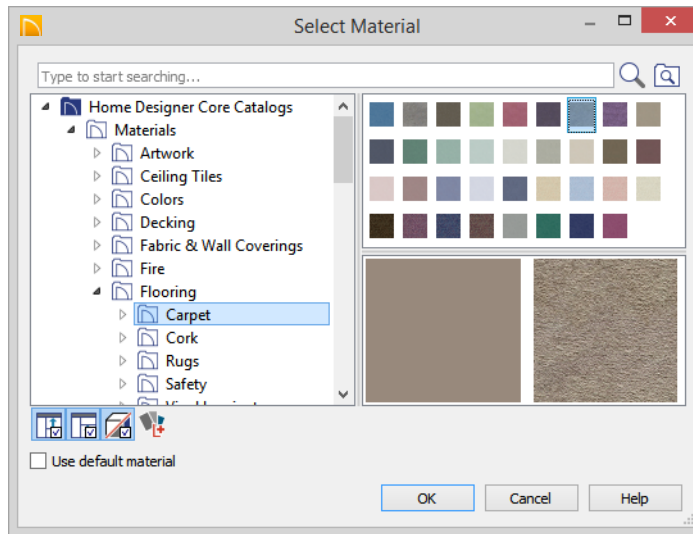 Select Material
Type to start searching...
Home Designer Core Catalogs
Materials
Artwork
Ceiling Tiles
Colors
Decking
Fabric & Wall Coverings
Fire
Flooring
Carpet
Cork
Rugs
Safety
Use default material
OK Cancel Help